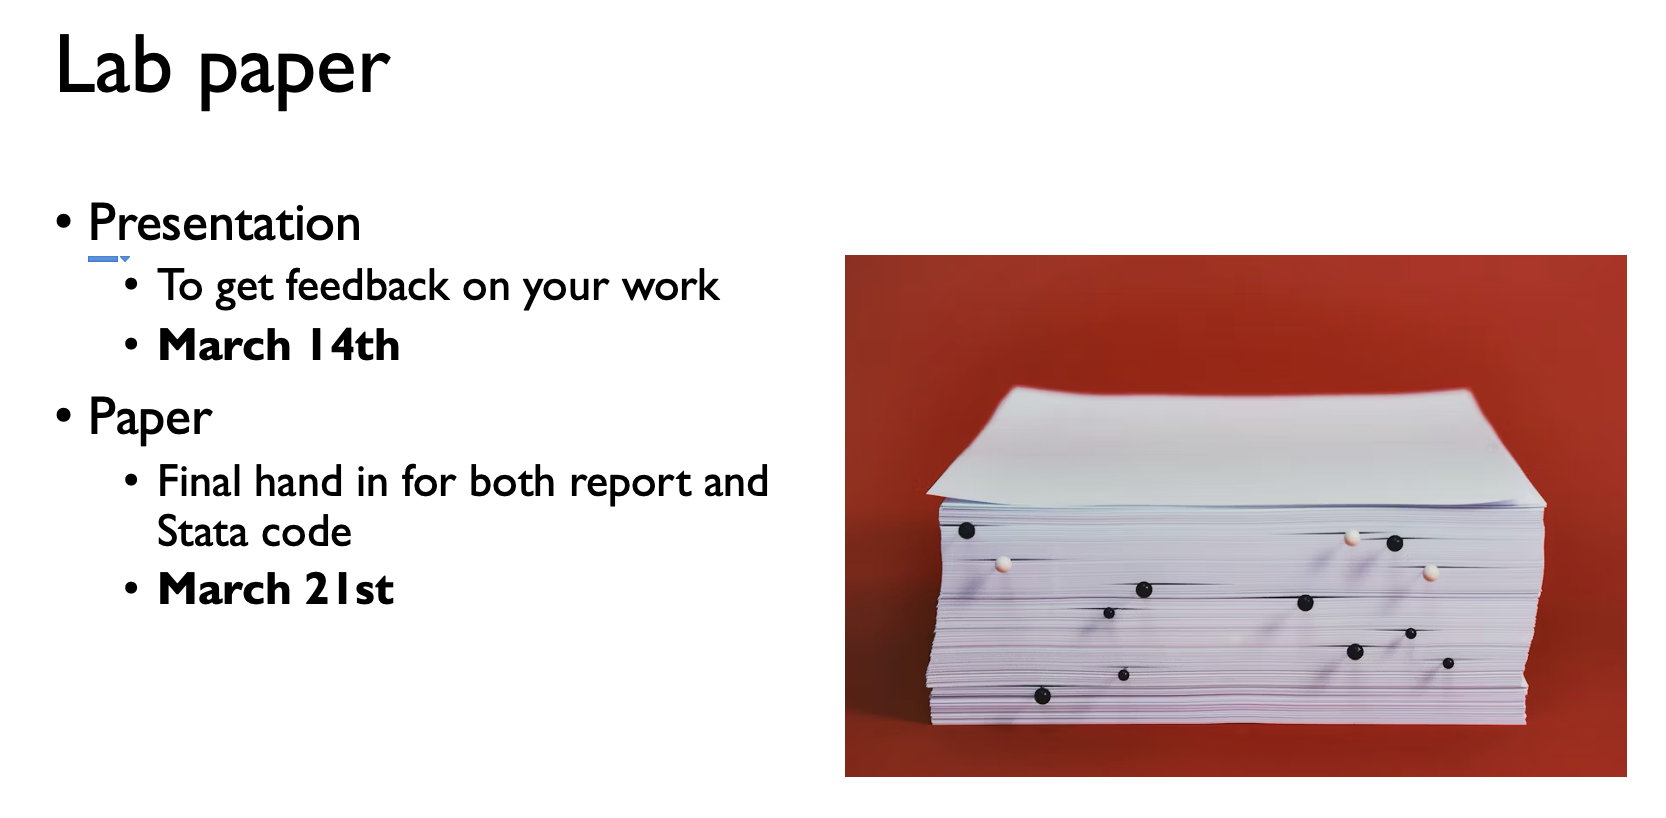 Lab paper
• Presentation
• To get feedback on your work
• March 14th
• Paper
• Final hand in for both report and
Stata code
• March 21st